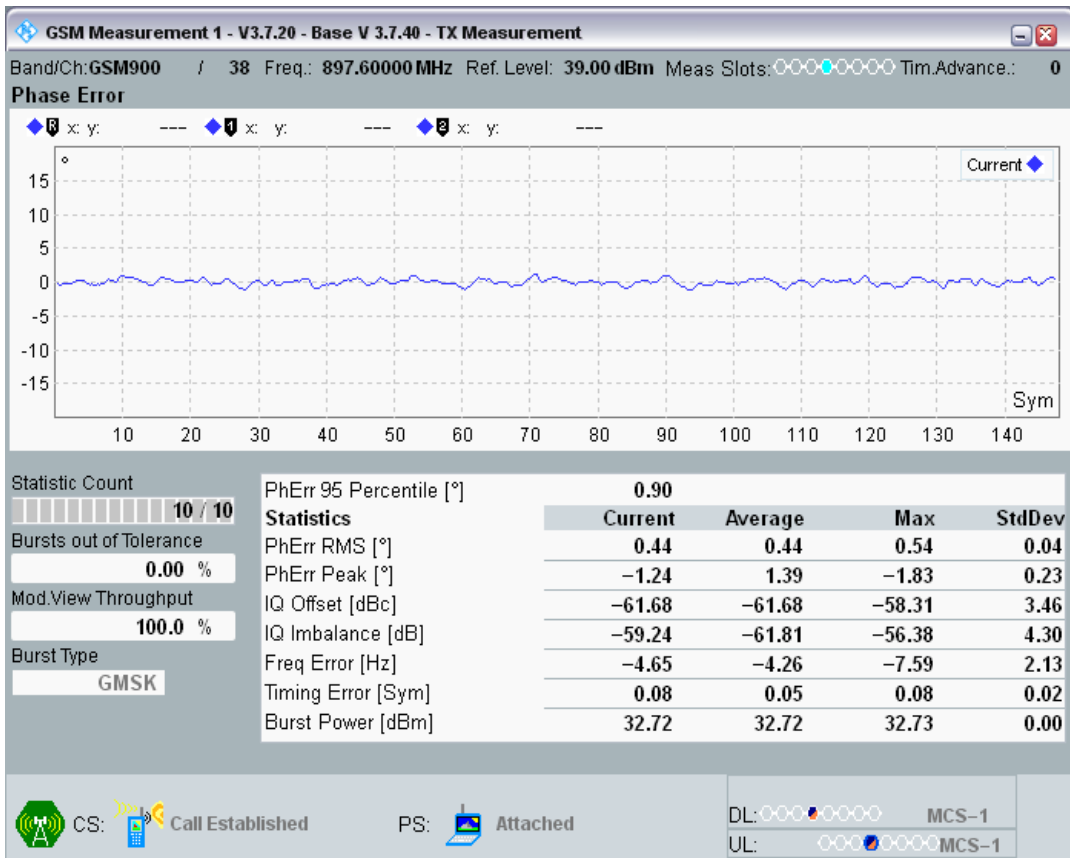 GSM Measurement 1 - V3.7.20 - Base V 3.7.40 - TX Measurement
Band/Ch:GSM900 / 38 Freq.: 897.60000 MHz Ref. Level: 39.00 dBm Meas Slots: Tim.Advance.: 0
Phase Error
R x: y: --- 1 x: y: --- 2 x: y: ---
°
Current
15
10
5
0
-5
-10
-15
Sym
10 20 30 40 50 60 70 80 90 100 110 120 130 140
Statistic Count
10 / 10
Bursts out of Tolerance
0.00 %
Mod.View Throughput
100.0 %
Burst Type
GMSK
PhErr 95 Percentile [°] 0.90
Statistics Current Average Max StdDev
PhErr RMS [°] 0.44 0.44 0.54 0.04
PhErr Peak [°] −1.24 1.39 −1.83 0.23
IQ Offset [dBc] −61.68 −61.68 −58.31 3.46
IQ Imbalance [dB] −59.24 −61.81 −56.38 4.30
Freq Error [Hz] −4.65 −4.26 −7.59 2.13
Timing Error [Sym] 0.08 0.05 0.08 0.02
Burst Power [dBm] 32.72 32.72 32.73 0.00
CS: Call Established PS: Attached
DL: MCS−1
UL: MCS−1